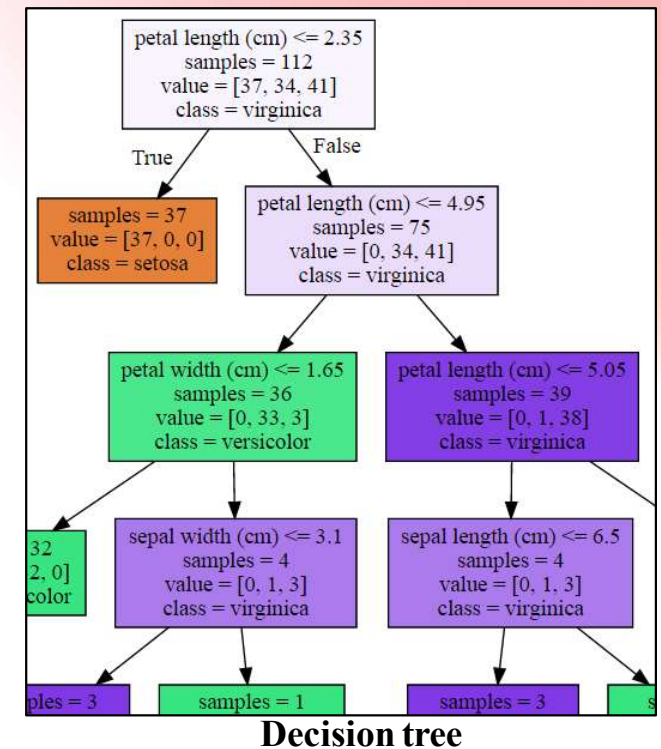 petal length (cm) <= 2.35
samples = 112
value = [37, 34, 41]
class = virginica
True
False
samples = 37
value = [37, 0, 0]
class = setosa
petal length (cm) <= 4.95
samples = 75
value = [0, 34, 41]
class = virginica
petal width (cm) <= 1.65
samples = 36
value = [0, 33, 3]
class = versicolor
petal length (cm) <= 5.05
samples = 39
value = [0, 1, 38]
class = virginica
32
2, 0]
color
sepal width (cm) <= 3.1
samples = 4
value = [0, 1, 3]
class = virginica
sepal length (cm) <= 6.5
samples = 4
value = [0, 1, 3]
class = virginica
ples = 3
samples = 1
samples = 3
s
Decision tree